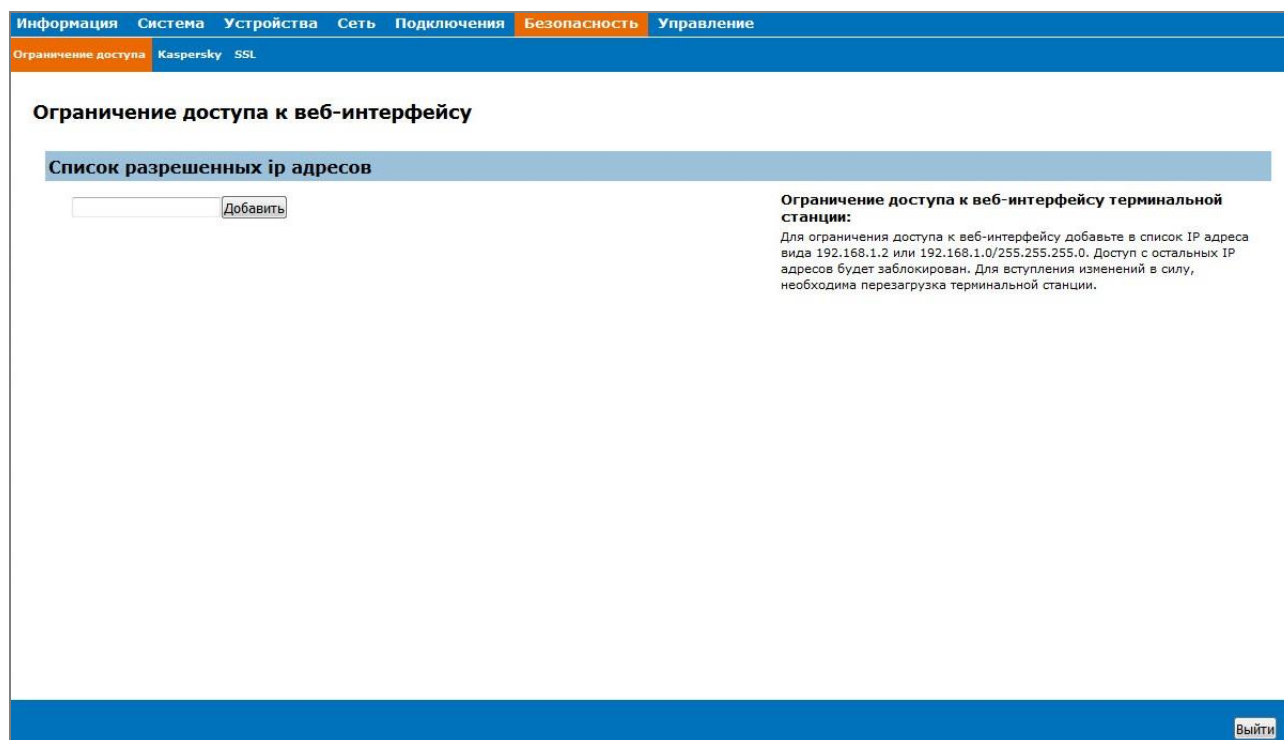 Информация Система Устройства Сеть Подключения Безопасность Управление
Ограничение доступа Kaspersky SSL
Ограничение доступа к веб-интерфейсу
Список разрешенных ip адресов
Добавить
Ограничение доступа к веб-интерфейсу терминальной
станции:
Для ограничения доступа к веб-интерфейсу добавьте в список IP адреса
вида 192.168.1.2 или 192.168.1.0/255.255.255.0. Доступ с остальных IP
адресов будет заблокирован. Для вступления изменений в силу,
необходима перезагрузка терминальной станции.
Выйти